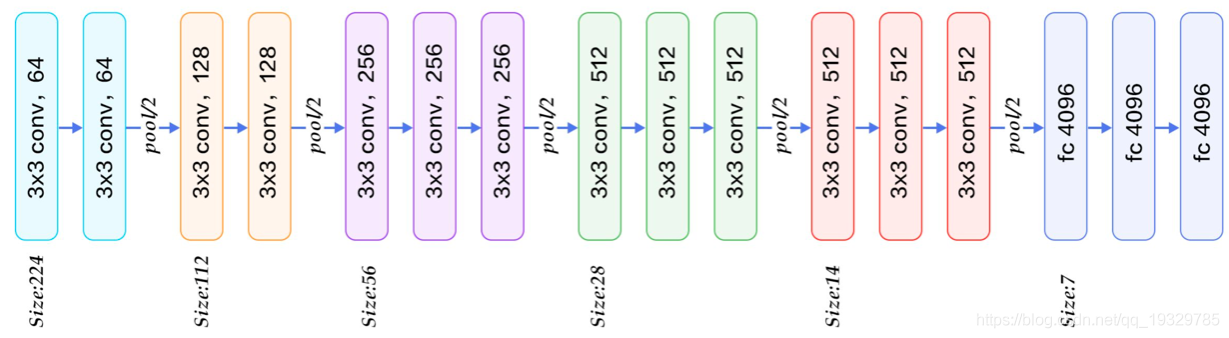 3x3 conv，64
3x3 conv，64
pool/2
3x3 conv，128
3x3 conv，128
pool/2
3x3 conv，256
3x3 conv，256
3x3 conv，256
pool/2
3x3 conv，512
3x3 conv，512
3x3 conv，512
pool/2
3x3 conv，512
3x3 conv，512
3x3 conv，512
pool/2
fc 4096
fc 4096
fc 4096
Size:224
Size:112
Size:56
Size:28
Size:14
Size:7
https://blog.csdn.net/qq_19329785